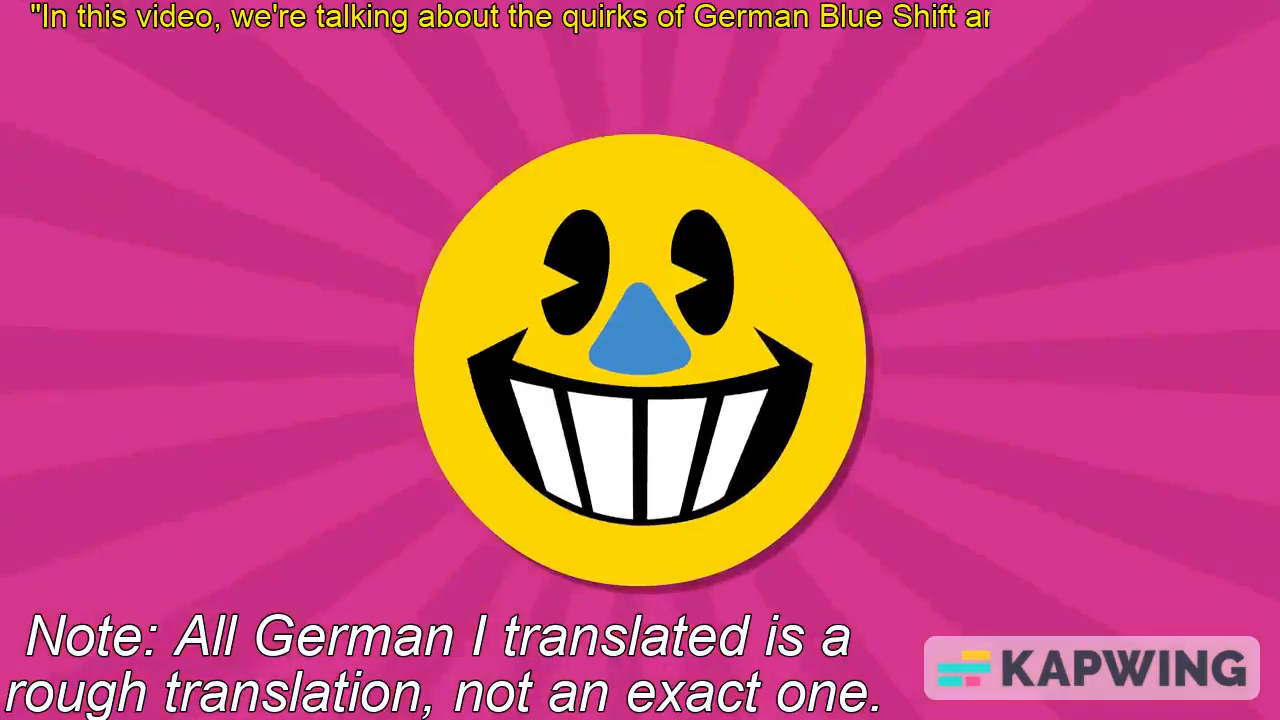 "In this video, we're talking about the quirks of German Blue Shift
Note: All German I translated is a
rough translation, not an exact one.
KAPWING